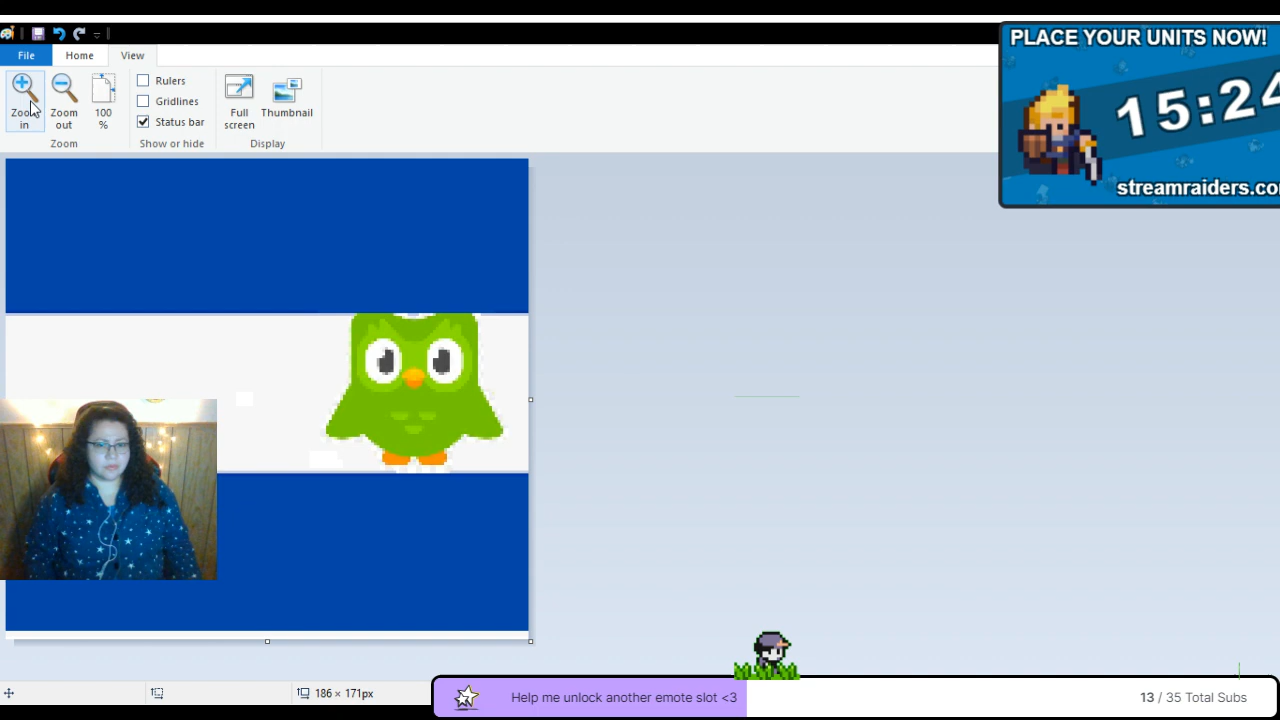 File Home View
Zoom in
Zoom out
100 %
Rulers
Gridlines
Status bar
Full screen
Thumbnail
Zoom
Show or hide
Display
PLACE YOUR UNITS NOW!
15:24
streamraiders.co
186 × 171px
Help me unlock another emote slot <3
13 / 35 Total Subs